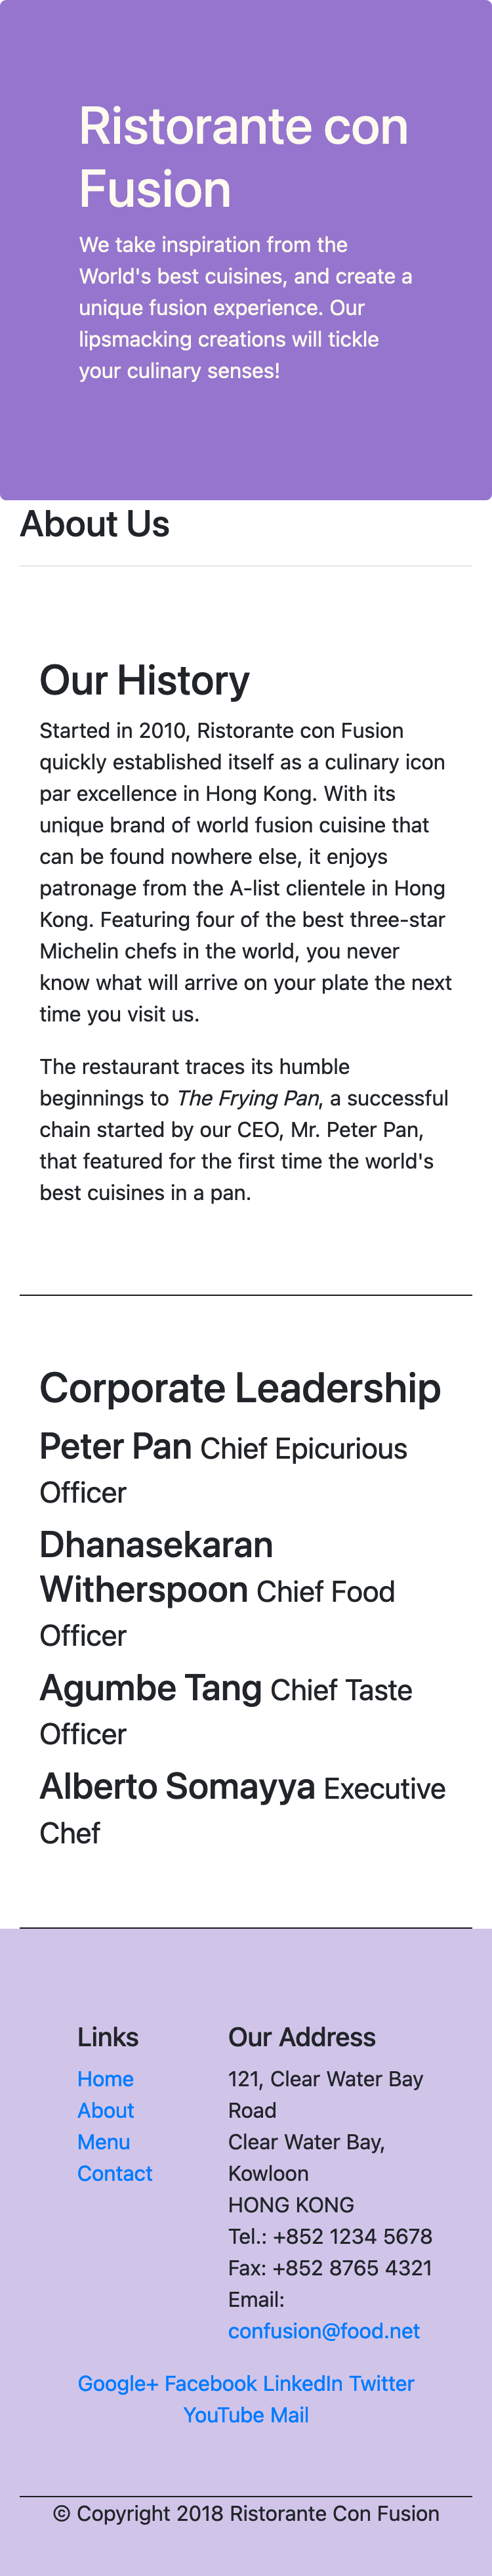 Ristorante con
Fusion
We take inspiration from the
World's best cuisines, and create a
unique fusion experience. Our
lipsmacking creations will tickle
your culinary senses!
About Us
Our History
Started in 2010, Ristorante con Fusion
quickly established itself as a culinary icon
par excellence in Hong Kong. With its
unique brand of world fusion cuisine that
can be found nowhere else, it enjoys
patronage from the A-list clientele in Hong
Kong. Featuring four of the best three-star
Michelin chefs in the world, you never
know what will arrive on your plate the next
time you visit us.
The restaurant traces its humble
beginnings to The Frying Pan, a successful
chain started by our CEO, Mr. Peter Pan,
that featured for the first time the world's
best cuisines in a pan.
Corporate Leadership
Peter Pan Chief Epicurious
Officer
Dhanasekaran
Witherspoon Chief Food
Officer
Agumbe Tang Chief Taste
Officer
Alberto Somayya Executive
Chef
Links
Home
About
Menu
Contact
Our Address
121, Clear Water Bay
Road
Clear Water Bay,
Kowloon
HONG KONG
Tel.: +852 1234 5678
Fax: +852 8765 4321
Email:
confusion@food.net
Google+ Facebook LinkedIn Twitter
YouTube Mail
© Copyright 2018 Ristorante Con Fusion